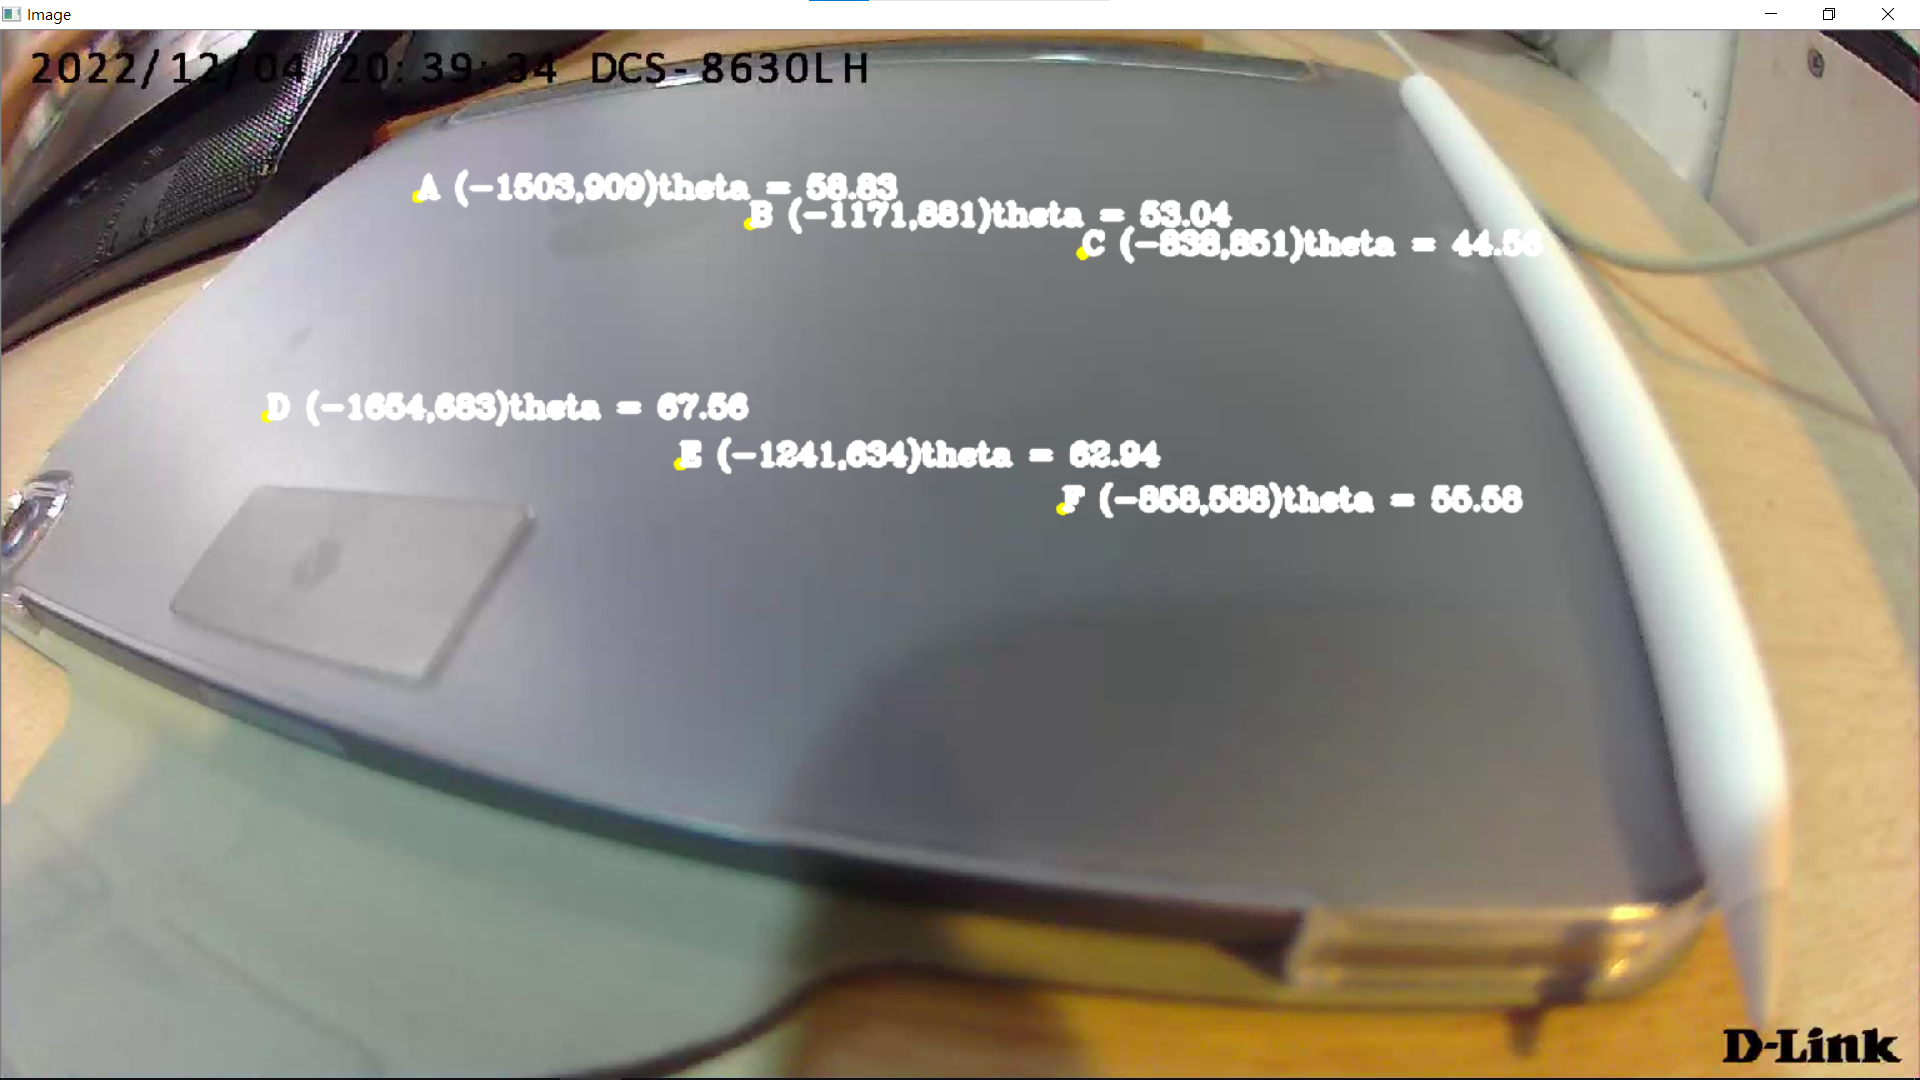 Image
2022/12/04 20:39:34 DCS-8630LH
A (-1503,909)theta = 58.83
B (-1171,881)theta = 53.04
C (-838,851)theta = 44.56
D (-1654,683)theta = 67.56
E (-1241,634)theta = 62.94
F (-858,588)theta = 55.58
D-Link